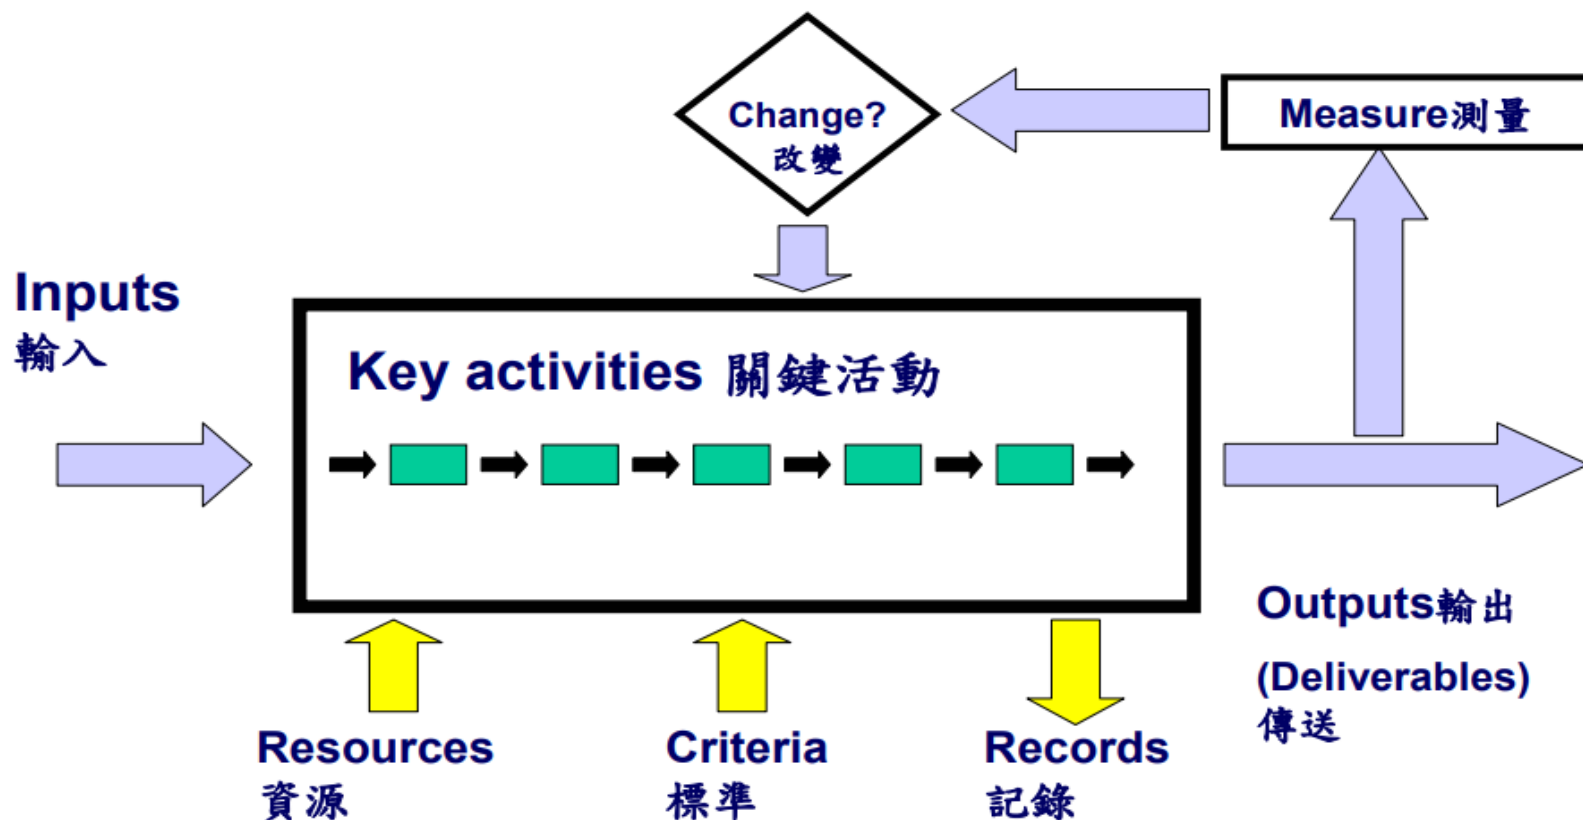 Change?
改變
Measure測量
Inputs
輸入
Key activities 關鍵活動
Outputs輸出
(Deliverables)
傳送
Resources
資源
Criteria
標準
Records
記錄